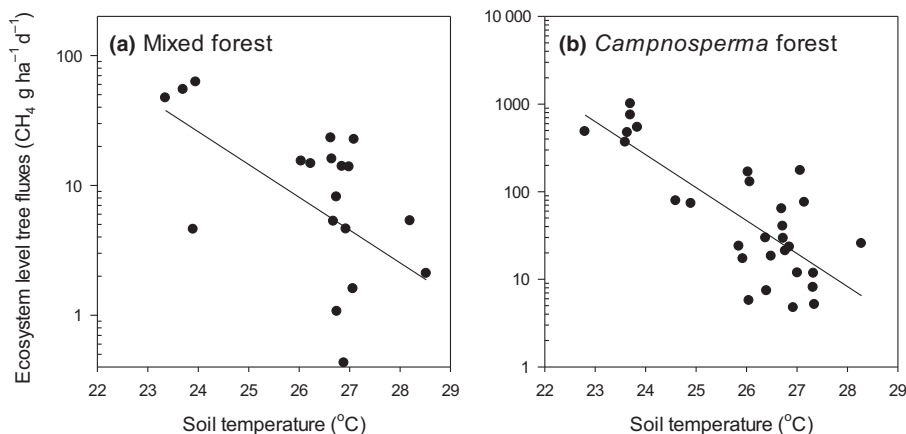 Ecosystem level tree fluxes (CH₄ g ha⁻¹ d⁻¹)
(a) Mixed forest
100
10
1
22 23 24 25 26 27 28 29
Soil temperature (°C)
(b) Campnosperma forest
10 000
1000
100
10
1
22 23 24 25 26 27 28 29
Soil temperature (°C)